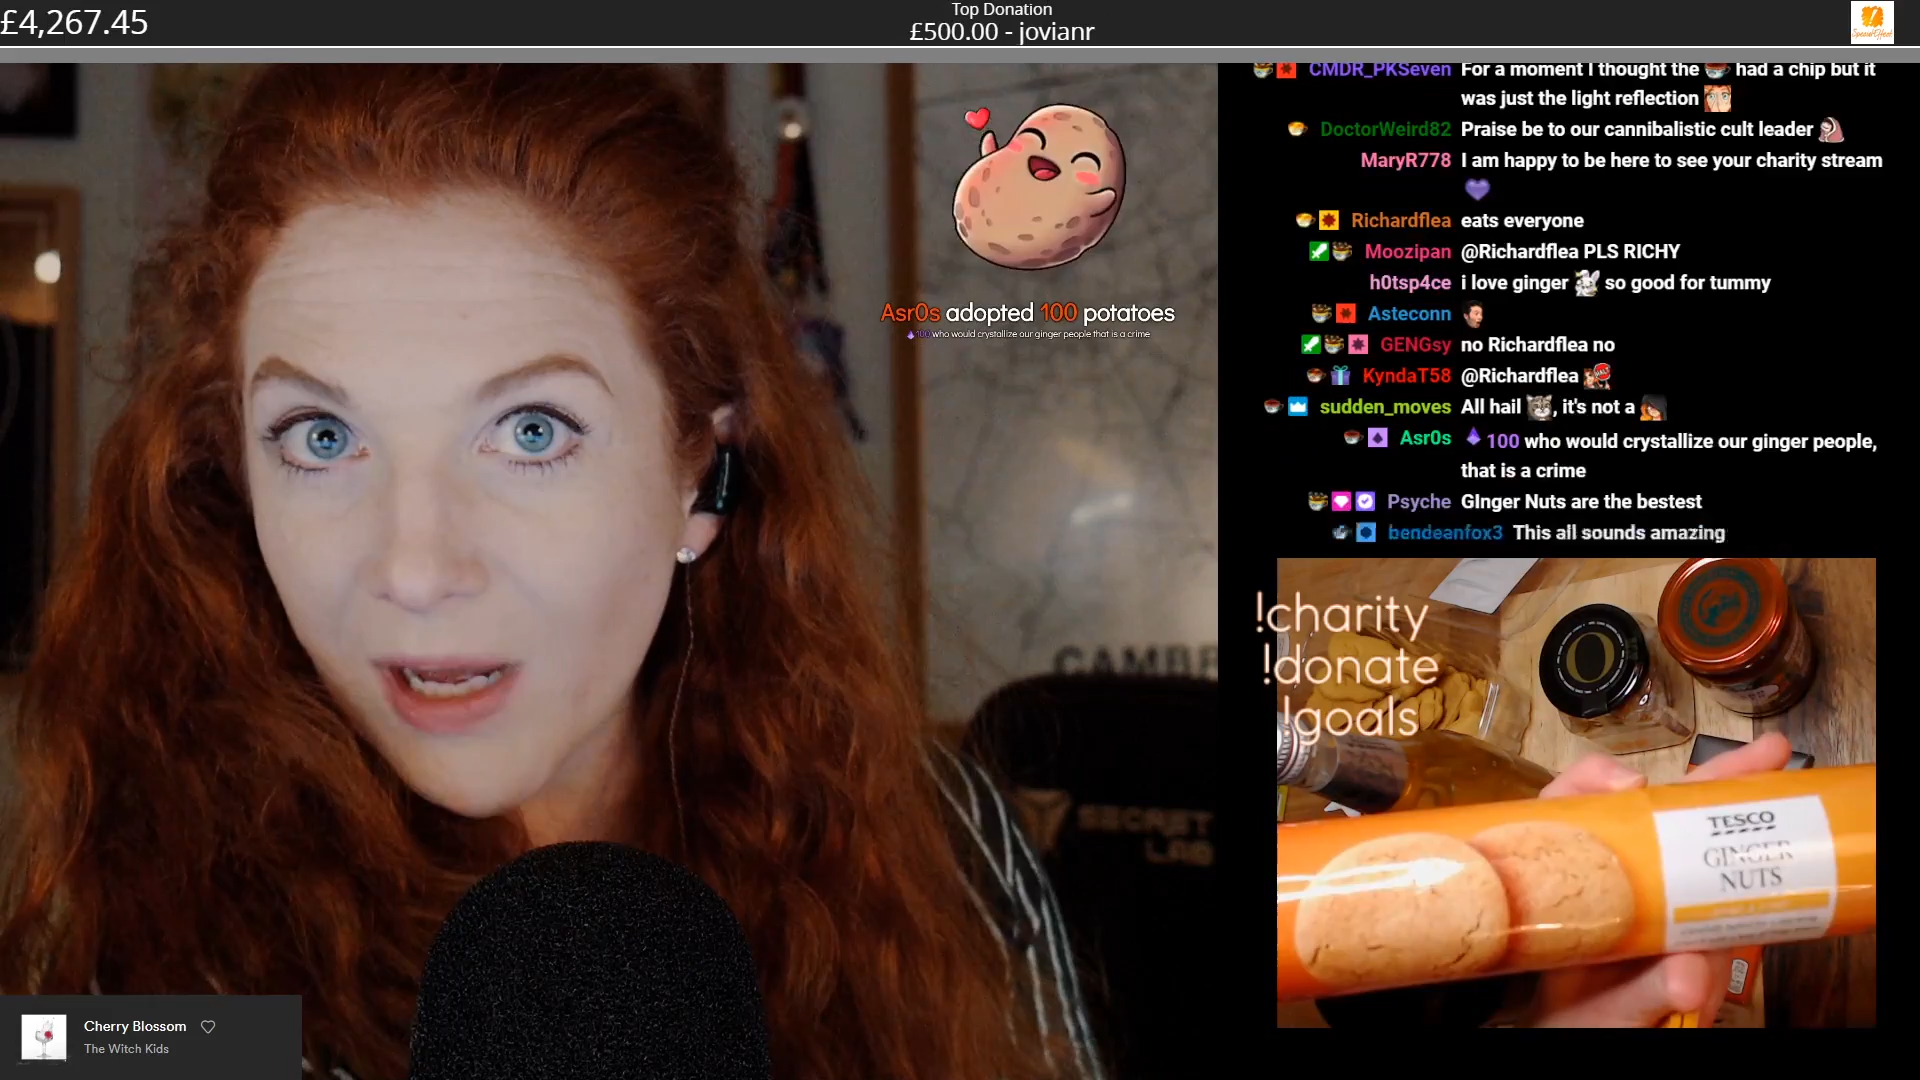 £4,267.45
Top Donation
£500.00 - jovianr
SpecialEffect
CMDR_PKSeven For a moment I thought the had a chip but it
was just the light reflection
DoctorWeird82 Praise be to our cannibalistic cult leader
MaryR778 I am happy to be here to see your charity stream
Richardflea eats everyone
Moozipan @Richardflea PLS RICHY
h0tsp4ce i love ginger so good for tummy
Asteconn
GENGsy no Richardflea no
KyndaT58 @Richardflea
sudden_moves All hail , it's not a
Asr0s 100 who would crystallize our ginger people,
that is a crime
Psyche GInger Nuts are the bestest
bendeanfox3 This all sounds amazing
Asr0s adopted 100 potatoes
100 who would crystallize our ginger people that is a crime
CAMBR
SECRET
LAB
!charity
!donate
!goals
TESCO
GINGER
NUTS
Cherry Blossom
The Witch Kids